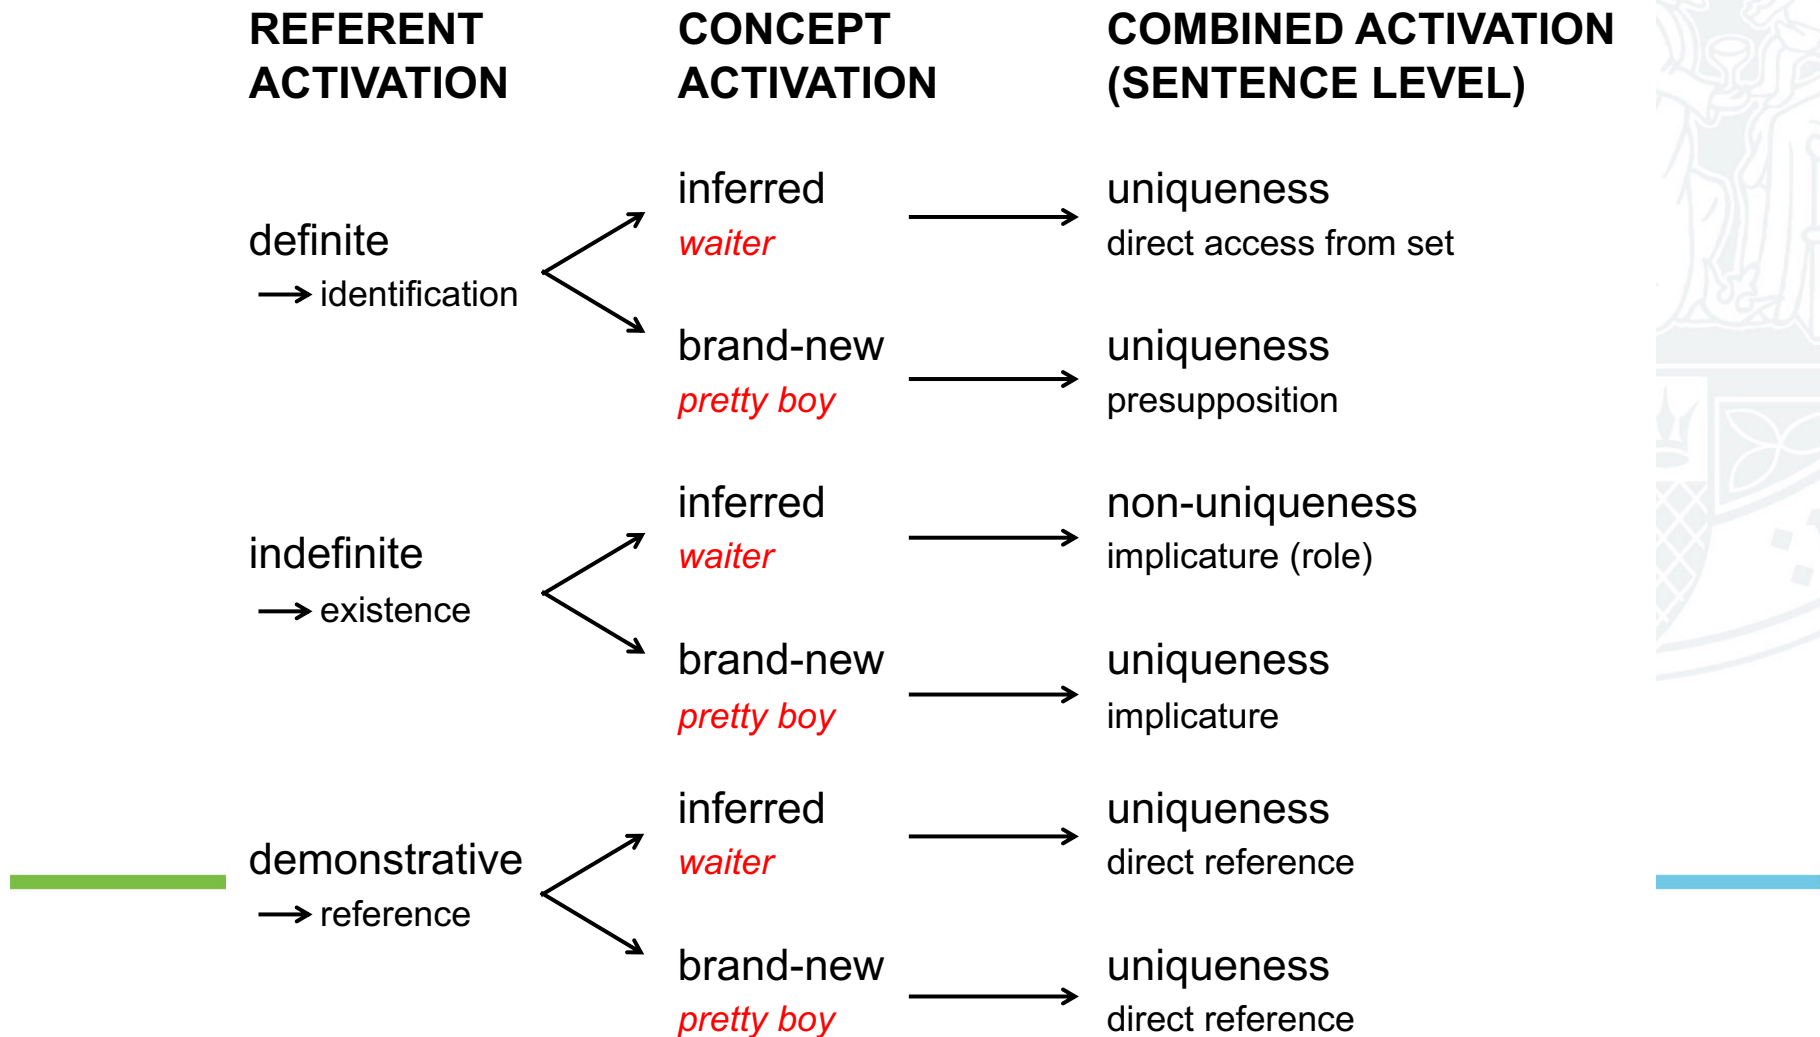 REFERENT ACTIVATION
CONCEPT ACTIVATION
COMBINED ACTIVATION (SENTENCE LEVEL)
definite
→ identification
inferred
waiter
uniqueness
direct access from set
brand-new
pretty boy
uniqueness
presupposition
indefinite
→ existence
inferred
waiter
non-uniqueness
implicature (role)
brand-new
pretty boy
uniqueness
implicature
demonstrative
→ reference
inferred
waiter
uniqueness
direct reference
brand-new
pretty boy
uniqueness
direct reference